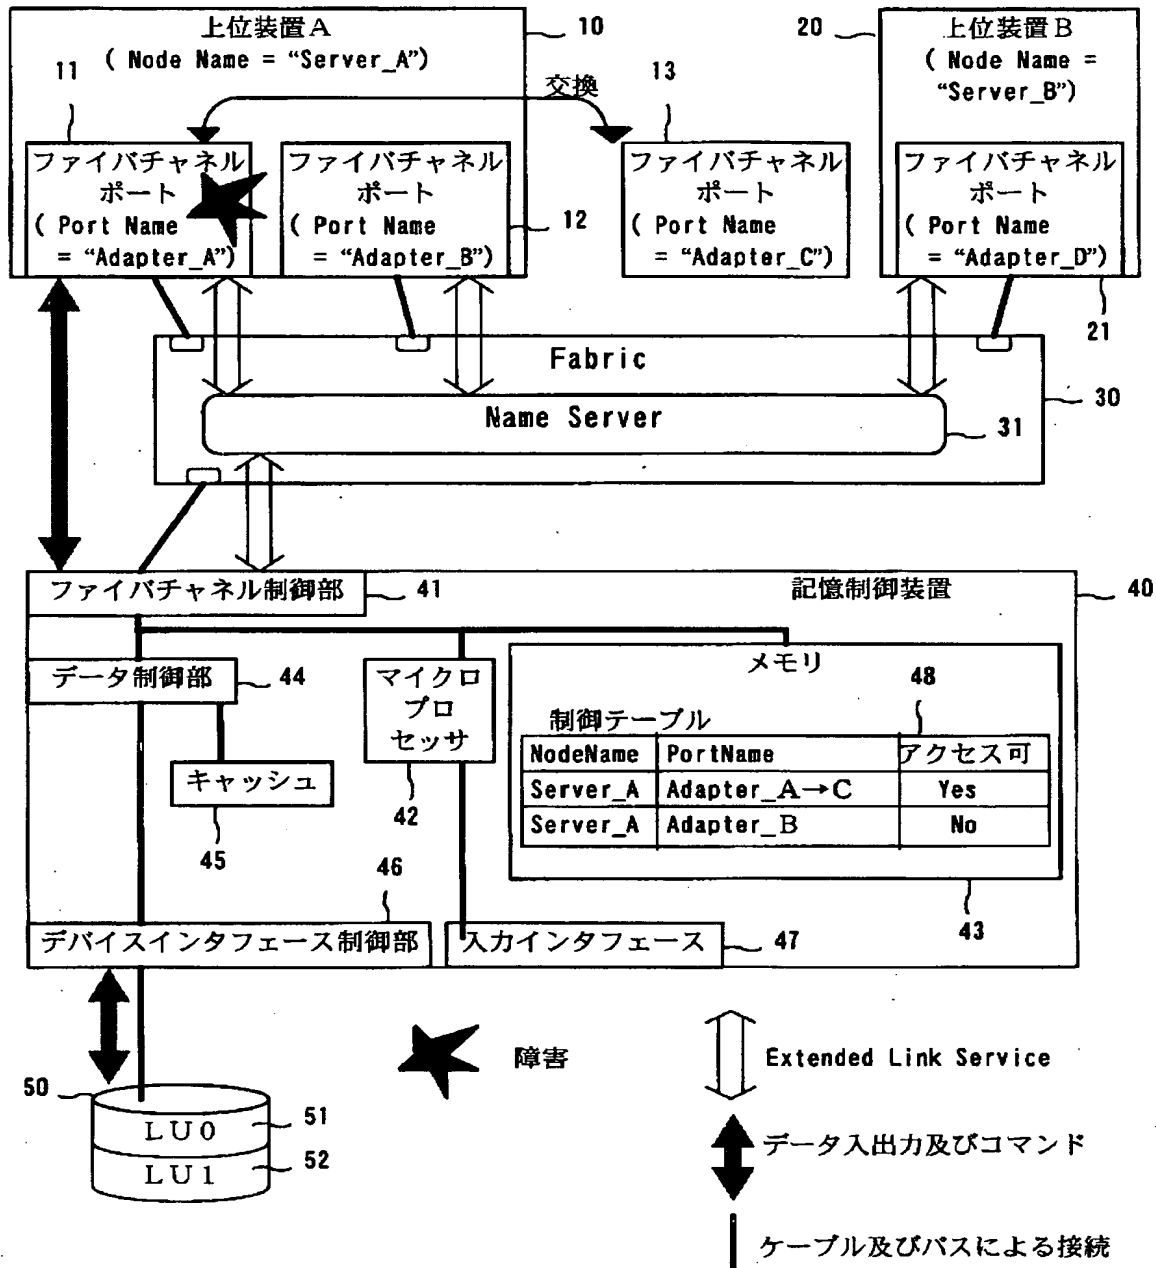 上位装置A
10
( Node Name = “Server_A”)
20
上位装置B
( Node Name =
“Server_B”)
11
交換
13
ファイバチャネル
ポート
( Port Name
= “Adapter_A”)
ファイバチャネル
ポート
( Port Name
= “Adapter_B”)
12
ファイバチャネル
ポート
( Port Name
= “Adapter_C”)
ファイバチャネル
ポート
( Port Name
= “Adapter_D”)
21
Fabric
30
Name Server
31
ファイバチャネル制御部
41
記憶制御装置
40
データ制御部
44
マイクロ
プロ
セッサ
42
メモリ
48
制御テーブル
NodeName
PortName
アクセス可
Server_A
Adapter_A→C
Yes
Server_A
Adapter_B
No
キャッシュ
45
46
43
デバイスインタフェース制御部
入力インタフェース
47
障害
Extended Link Service
50
LU0
51
LU1
52
データ入出力及びコマンド
ケーブル及びバスによる接続